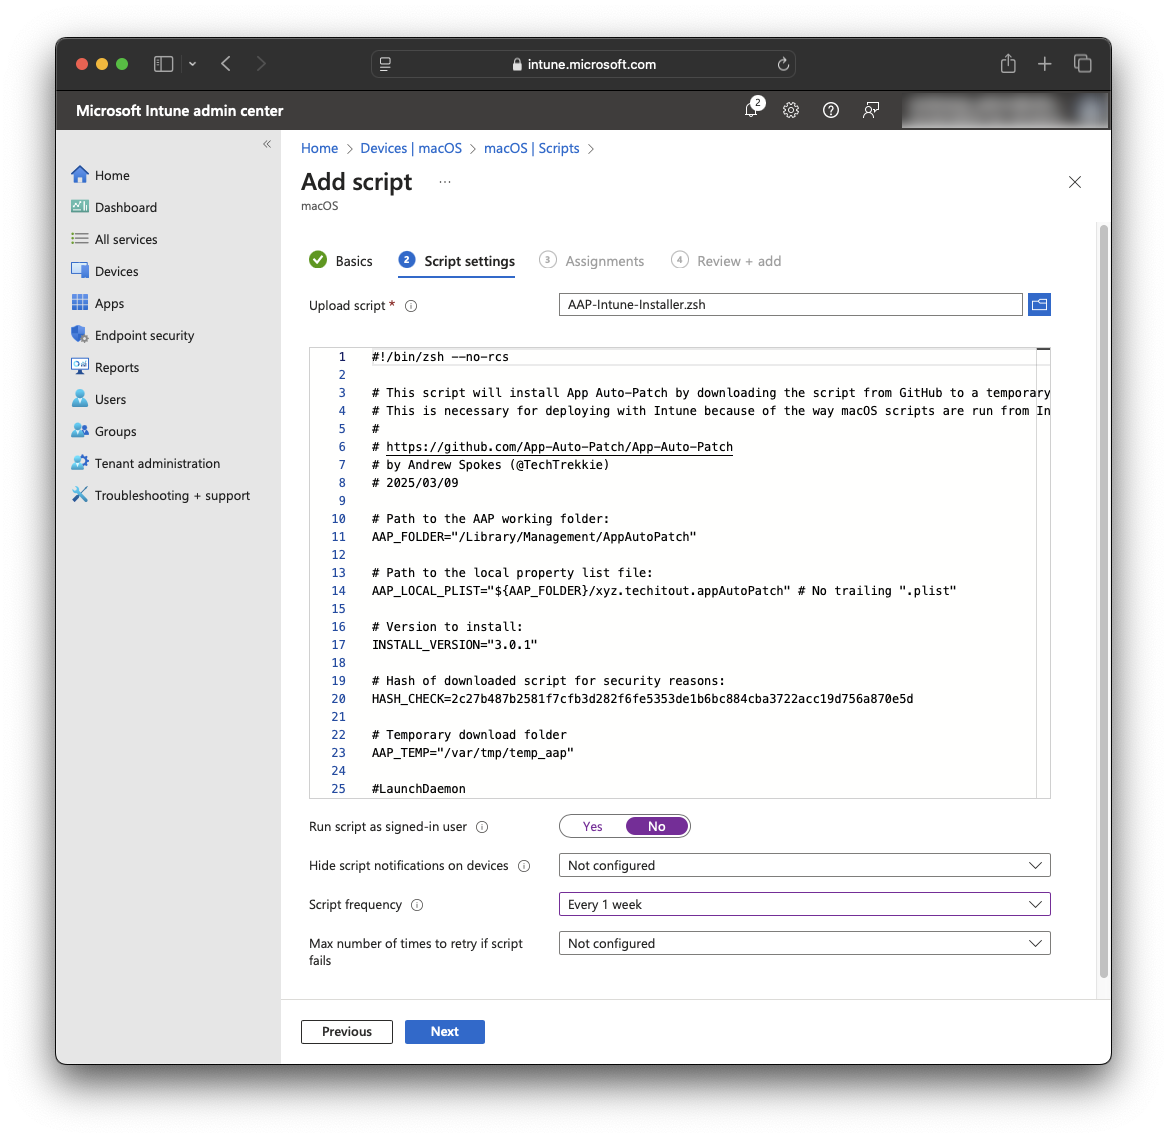 intune.microsoft.com
Microsoft Intune admin center
2
Home > Devices | macOS > macOS | Scripts >
Add script ...
macOS
Home
Dashboard
All services
Devices
Apps
Endpoint security
Reports
Users
Groups
Tenant administration
Troubleshooting + support
Basics 2 Script settings 3 Assignments 4 Review + add
Upload script * AAP-Intune-Installer.zsh
1 #!/bin/zsh --no-rcs
2
3 # This script will install App Auto-Patch by downloading the script from GitHub to a temporary
4 # This is necessary for deploying with Intune because of the way macOS scripts are run from In
5 #
6 # https://github.com/App-Auto-Patch/App-Auto-Patch
7 # by Andrew Spokes (@TechTrekkie)
8 # 2025/03/09
9
10 # Path to the AAP working folder:
11 AAP_FOLDER="/Library/Management/AppAutoPatch"
12
13 # Path to the local property list file:
14 AAP_LOCAL_PLIST="${AAP_FOLDER}/xyz.techitout.appAutoPatch" # No trailing ".plist"
15
16 # Version to install:
17 INSTALL_VERSION="3.0.1"
18
19 # Hash of downloaded script for security reasons:
20 HASH_CHECK=2c27b487b2581f7cfb3d282f6fe5353de1b6bc884cba3722acc19d756a870e5d
21
22 # Temporary download folder
23 AAP_TEMP="/var/tmp/temp_aap"
24
25 #LaunchDaemon
Run script as signed-in user Yes No
Hide script notifications on devices Not configured
Script frequency Every 1 week
Max number of times to retry if script Not configured
fails
Previous Next